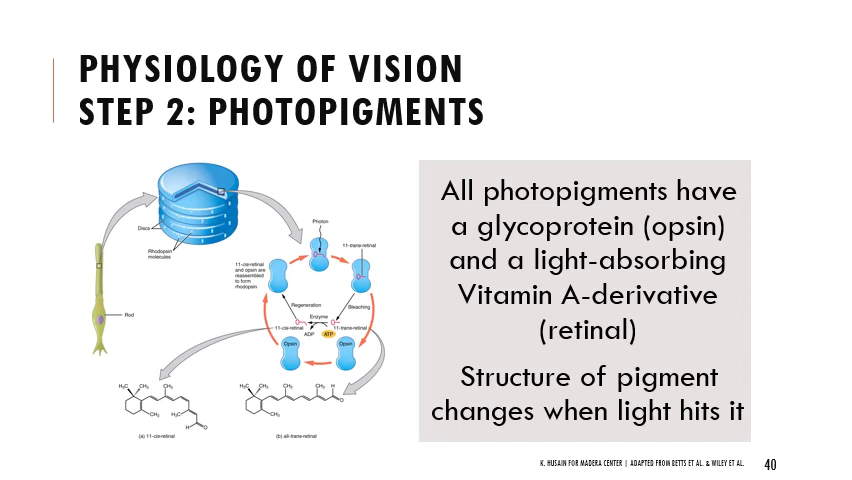 PHYSIOLOGY OF VISION
STEP 2: PHOTOPIGMENTS
Discs
Rhodopsin
molecules
Rod
Photon
11-trans-retinal
11-cis-retinal
and opsin are
reassembled
to form
rhodopsin
Regeneration
Bleaching
Enzyme
11-cis-retinal
11-trans-retinal
ADP
ATP
Opsin
Opsin
H₃C
CH₃
CH₃
CH₃
H₃C
H
O
(a) 11-cis-retinal
H₃C
CH₃
CH₃
CH₃
H
O
CH₃
(b) all-trans-retinal
All photopigments have
a glycoprotein (opsin)
and a light-absorbing
Vitamin A-derivative
(retinal)
Structure of pigment
changes when light hits it
K. HUSAIN FOR MADERA CENTER | ADAPTED FROM BETTS ET AL. & WILEY ET AL.
40